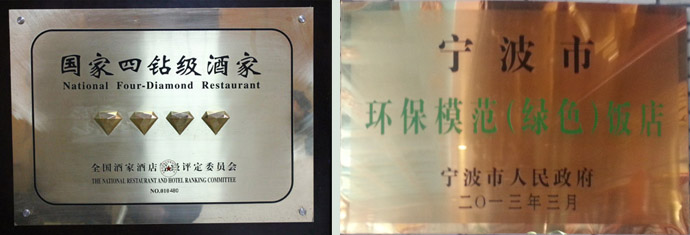 国家四钻级酒家
National Four-Diamond Restaurant
全国酒家酒店 级评定委员会
THE NATIONAL RESTAURANT AND HOTEL RANKING COMMITTEE
NO.010400
宁波市
环保模范(绿色)饭店
宁波市人民政府
二〇一三年三月